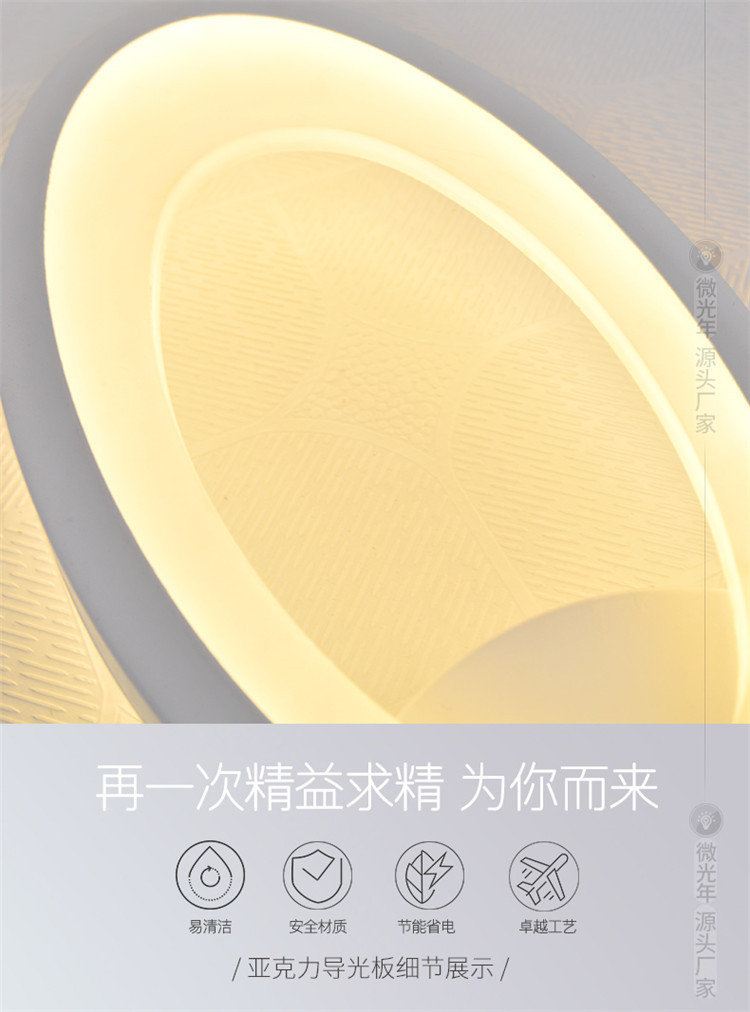 微光年 源头厂家
再一次精益求精 为你而来
易清洁 安全材质 节能省电 卓越工艺
/ 亚克力导光板细节展示 /
微光年 源头厂家